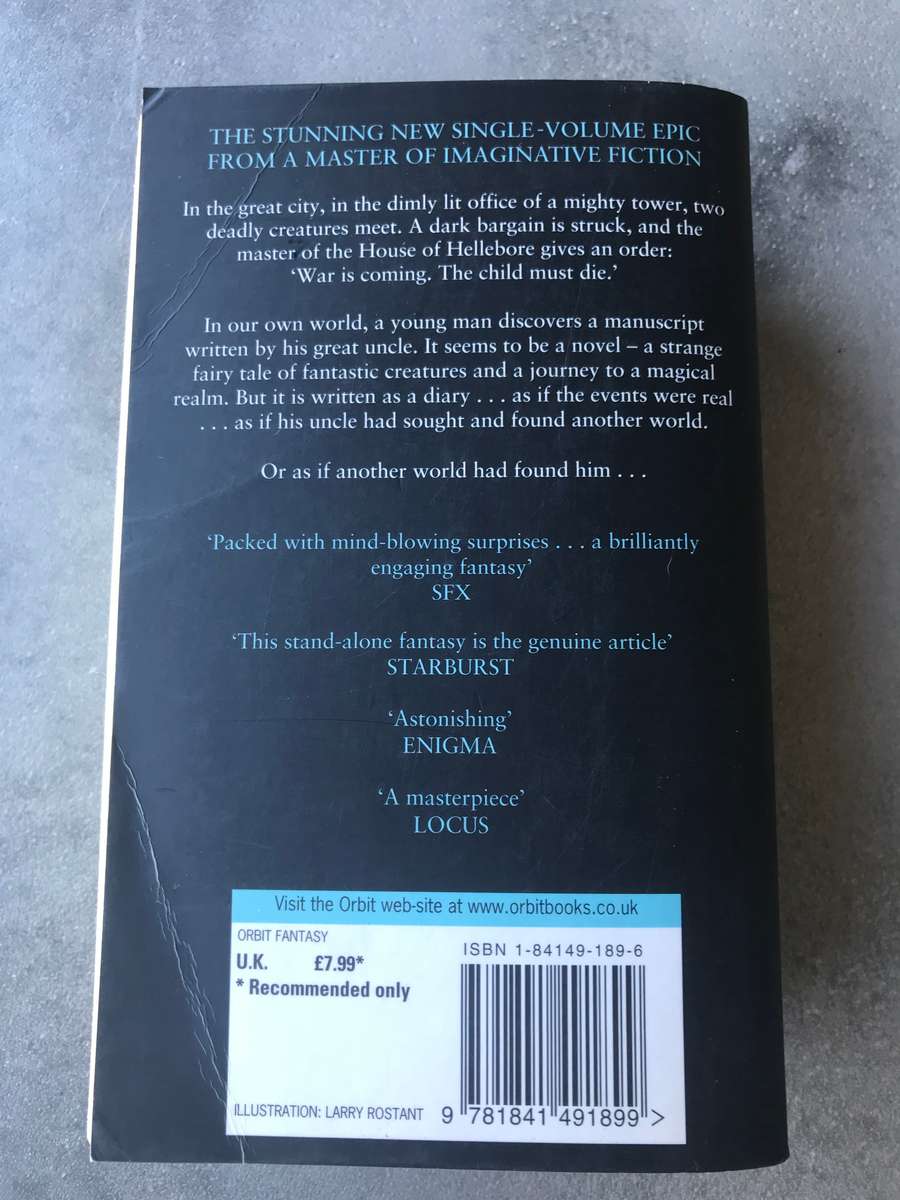 THE STUNNING NEW SINGLE-VOLUME EPIC
FROM A MASTER OF IMAGINATIVE FICTION
In the great city, in the dimly lit office of a mighty tower, two
deadly creatures meet. A dark bargain is struck, and the
master of the House of Hellebore gives an order:
‘War is coming. The child must die.’
In our own world, a young man discovers a manuscript
written by his great uncle. It seems to be a novel – a strange
fairy tale of fantastic creatures and a journey to a magical
realm. But it is written as a diary . . . as if the events were real
. . . as if his uncle had sought and found another world.
Or as if another world had found him . . .
‘Packed with mind-blowing surprises . . . a brilliantly
engaging fantasy’
SFX
‘This stand-alone fantasy is the genuine article’
STARBURST
‘Astonishing’
ENIGMA
‘A masterpiece’
LOCUS
Visit the Orbit web-site at www.orbitbooks.co.uk
ORBIT FANTASY
U.K. £7.99*
* Recommended only
ISBN 1-84149-189-6
ILLUSTRATION: LARRY ROSTANT
9 781841 491899 >